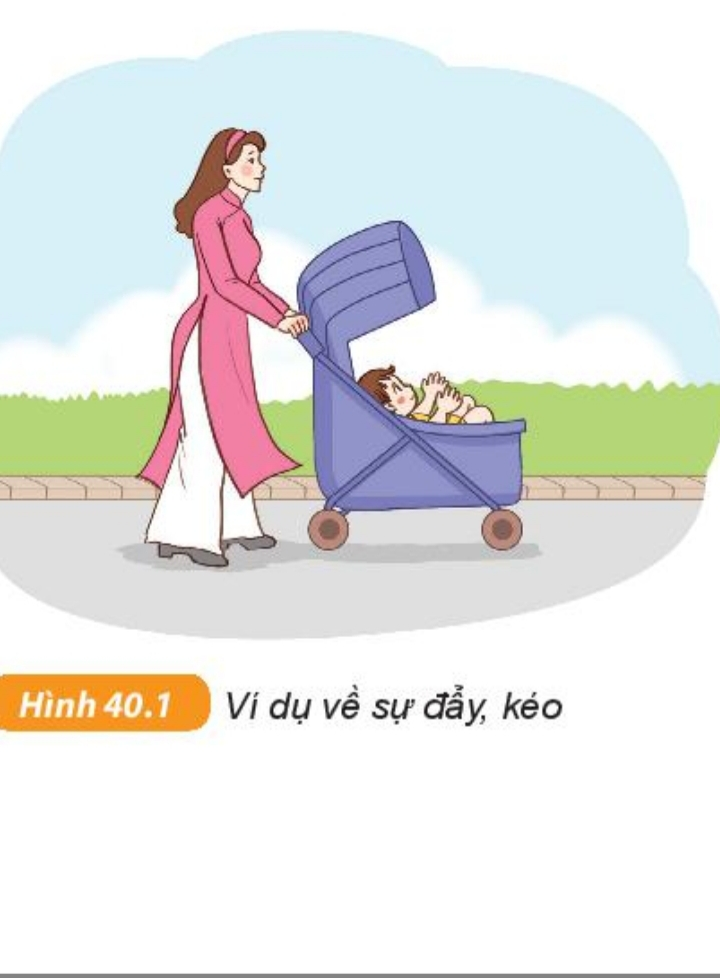 Hình 40.1 Ví dụ về sự đẩy, kéo